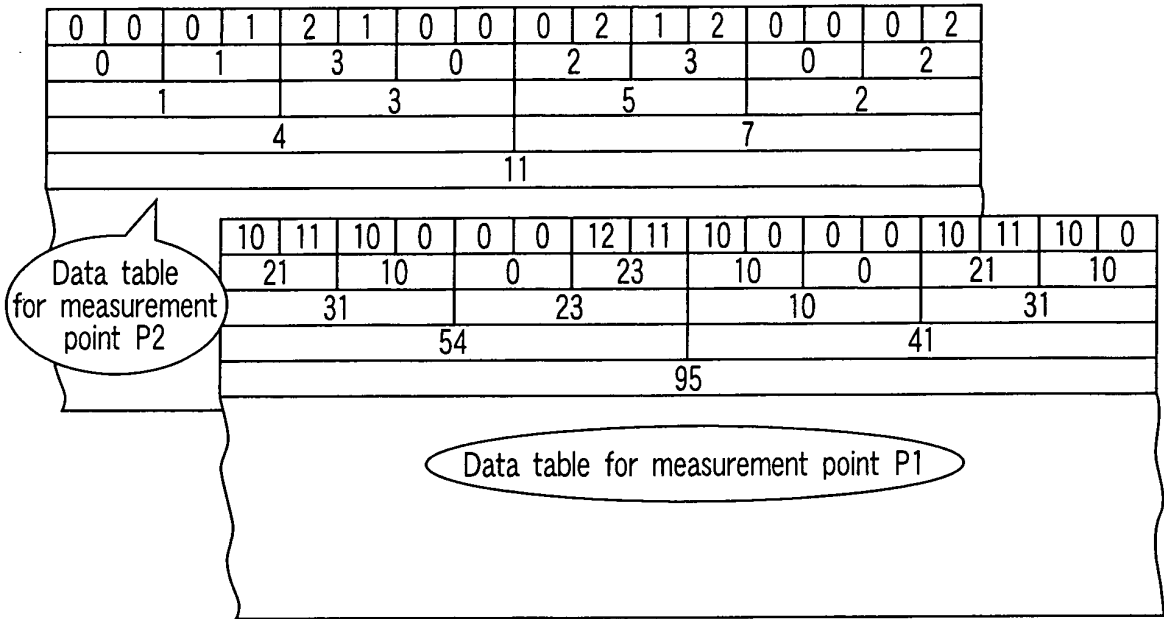 0 0 0 1 2 1 0 0 0 2 1 2 0 0 0 2
0 1 3 0 2 3 0 2
1 3 5 2
4 7
11
Data table
for measurement
point P2
10 11 10 0 0 0 12 11 10 0 0 0 10 11 10 0
21 10 0 23 10 0 21 10
31 23 10 31
54 41
95
Data table for measurement point P1